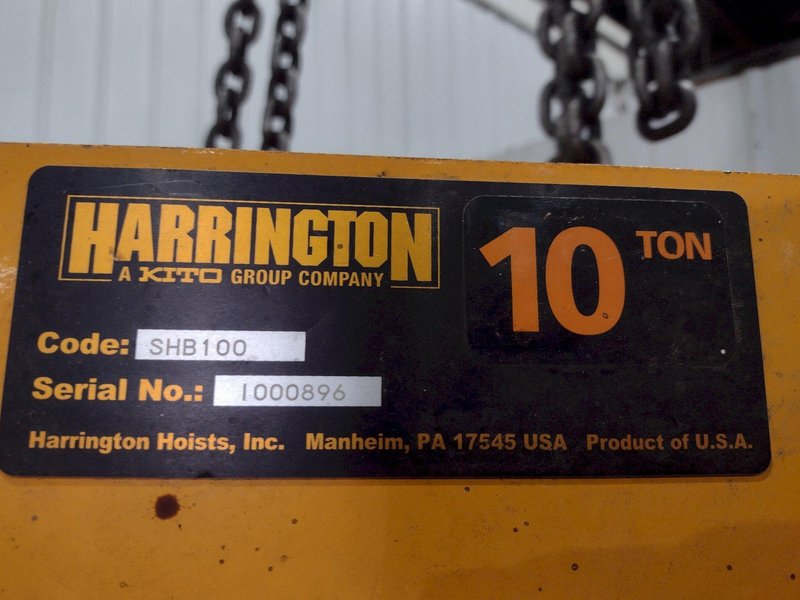 HARRINGTON
A KITO GROUP COMPANY
10 TON
Code: SHB100
Serial No.: 1000896
Harrington Hoists, Inc. Manheim, PA 17545 USA Product of U.S.A.